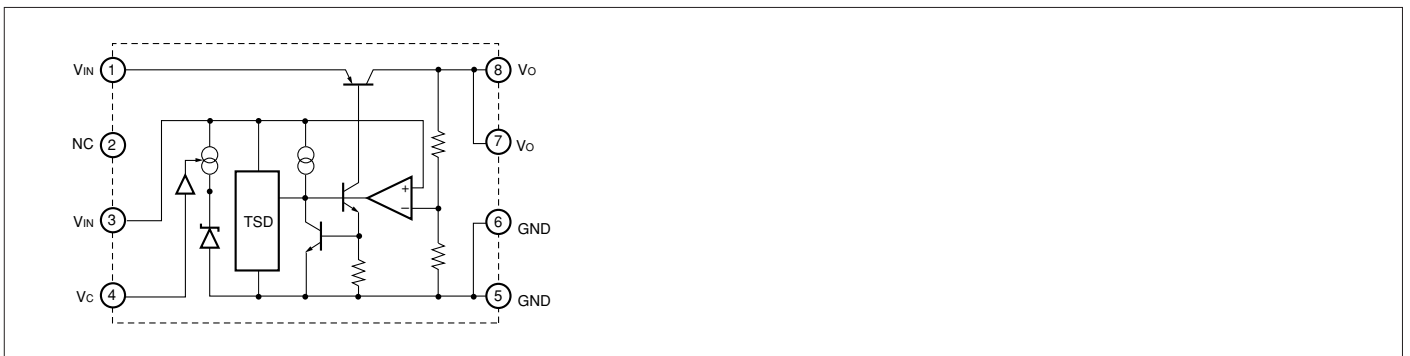 VIN 1
8 VO
NC 2
7 VO
+
−
VIN 3
TSD
6 GND
VC 4
5 GND